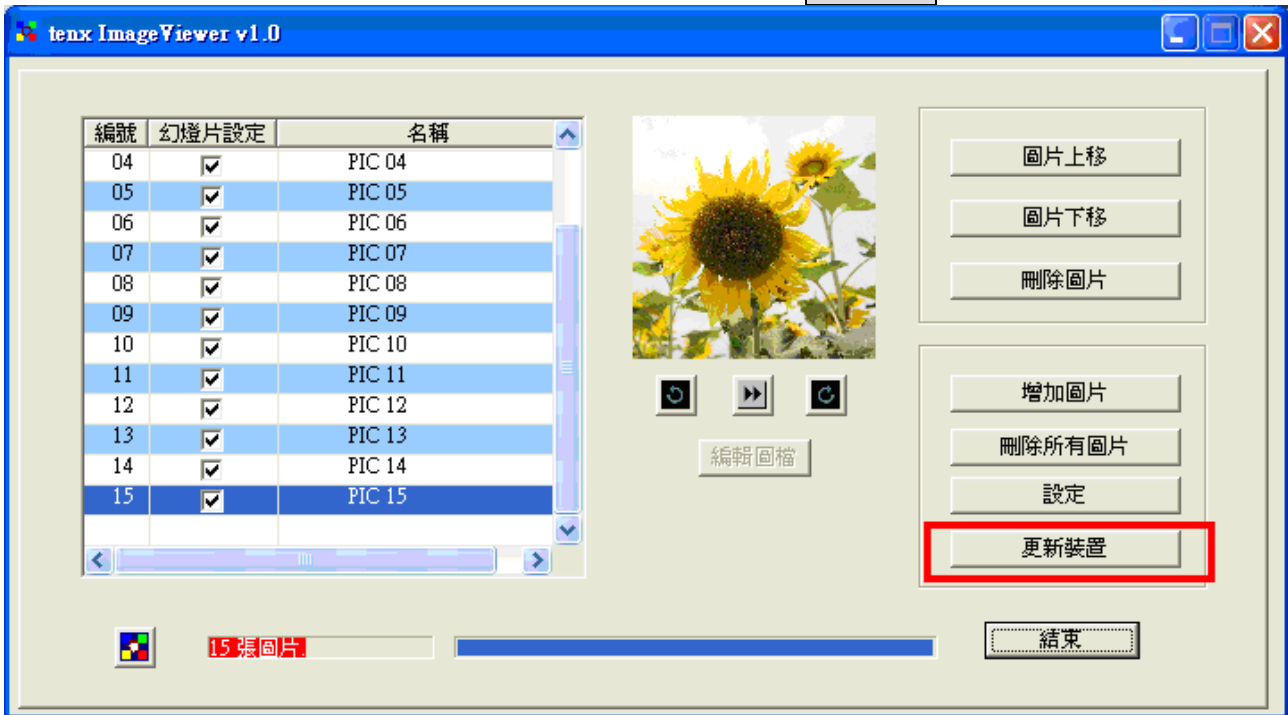 tenx ImageViewer v1.0
編號 幻燈片設定 名稱
04 PIC 04
05 PIC 05
06 PIC 06
07 PIC 07
08 PIC 08
09 PIC 09
10 PIC 10
11 PIC 11
12 PIC 12
13 PIC 13
14 PIC 14
15 PIC 15
編輯圖檔
圖片上移
圖片下移
刪除圖片
增加圖片
刪除所有圖片
設定
更新裝置
15 張圖片.
結束